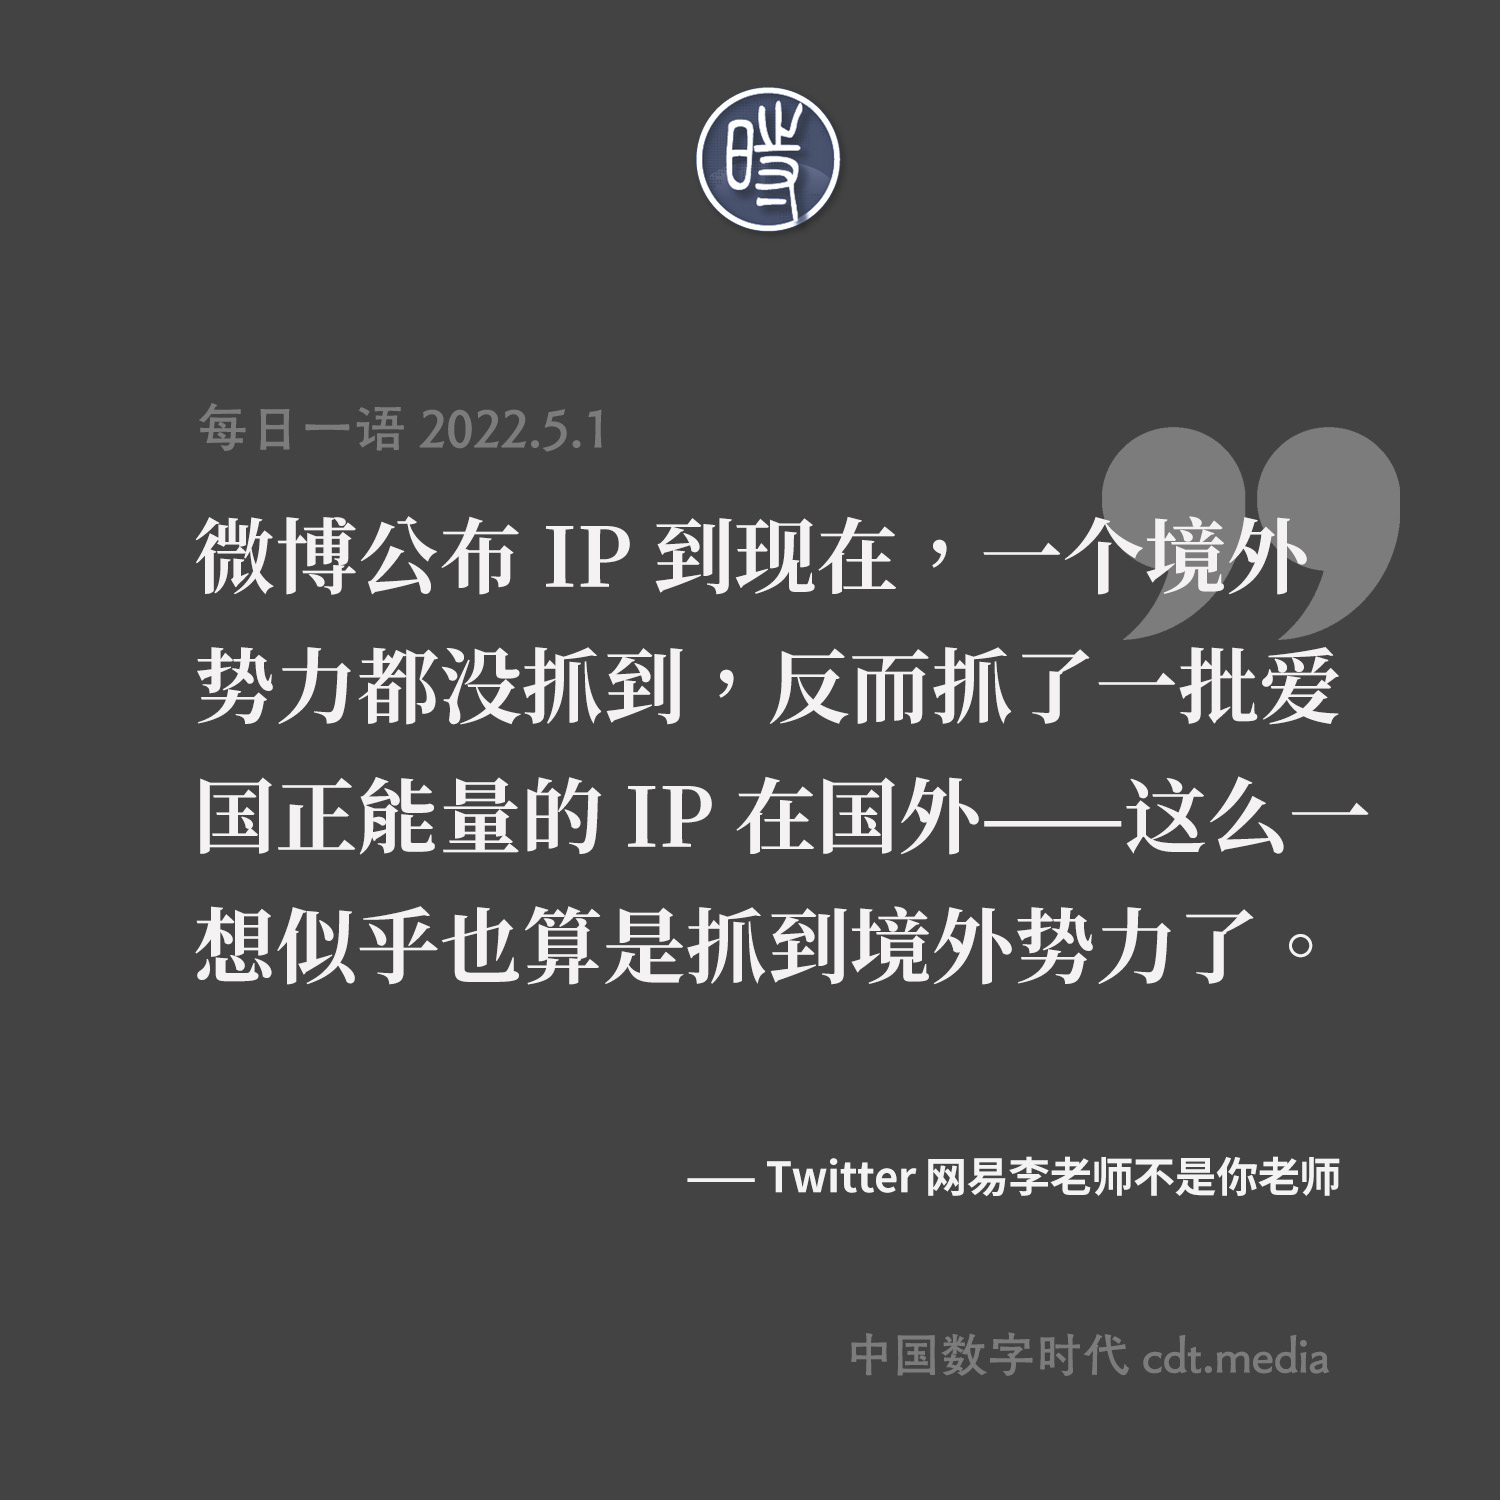 時
每日一语 2022.5.1
微博公布 IP 到现在，一个境外
势力都没抓到，反而抓了一批爱
国正能量的 IP 在国外——这么一
想似乎也算是抓到境外势力了。
—— Twitter 网易李老师不是你老师
中国数字时代 cdt.media